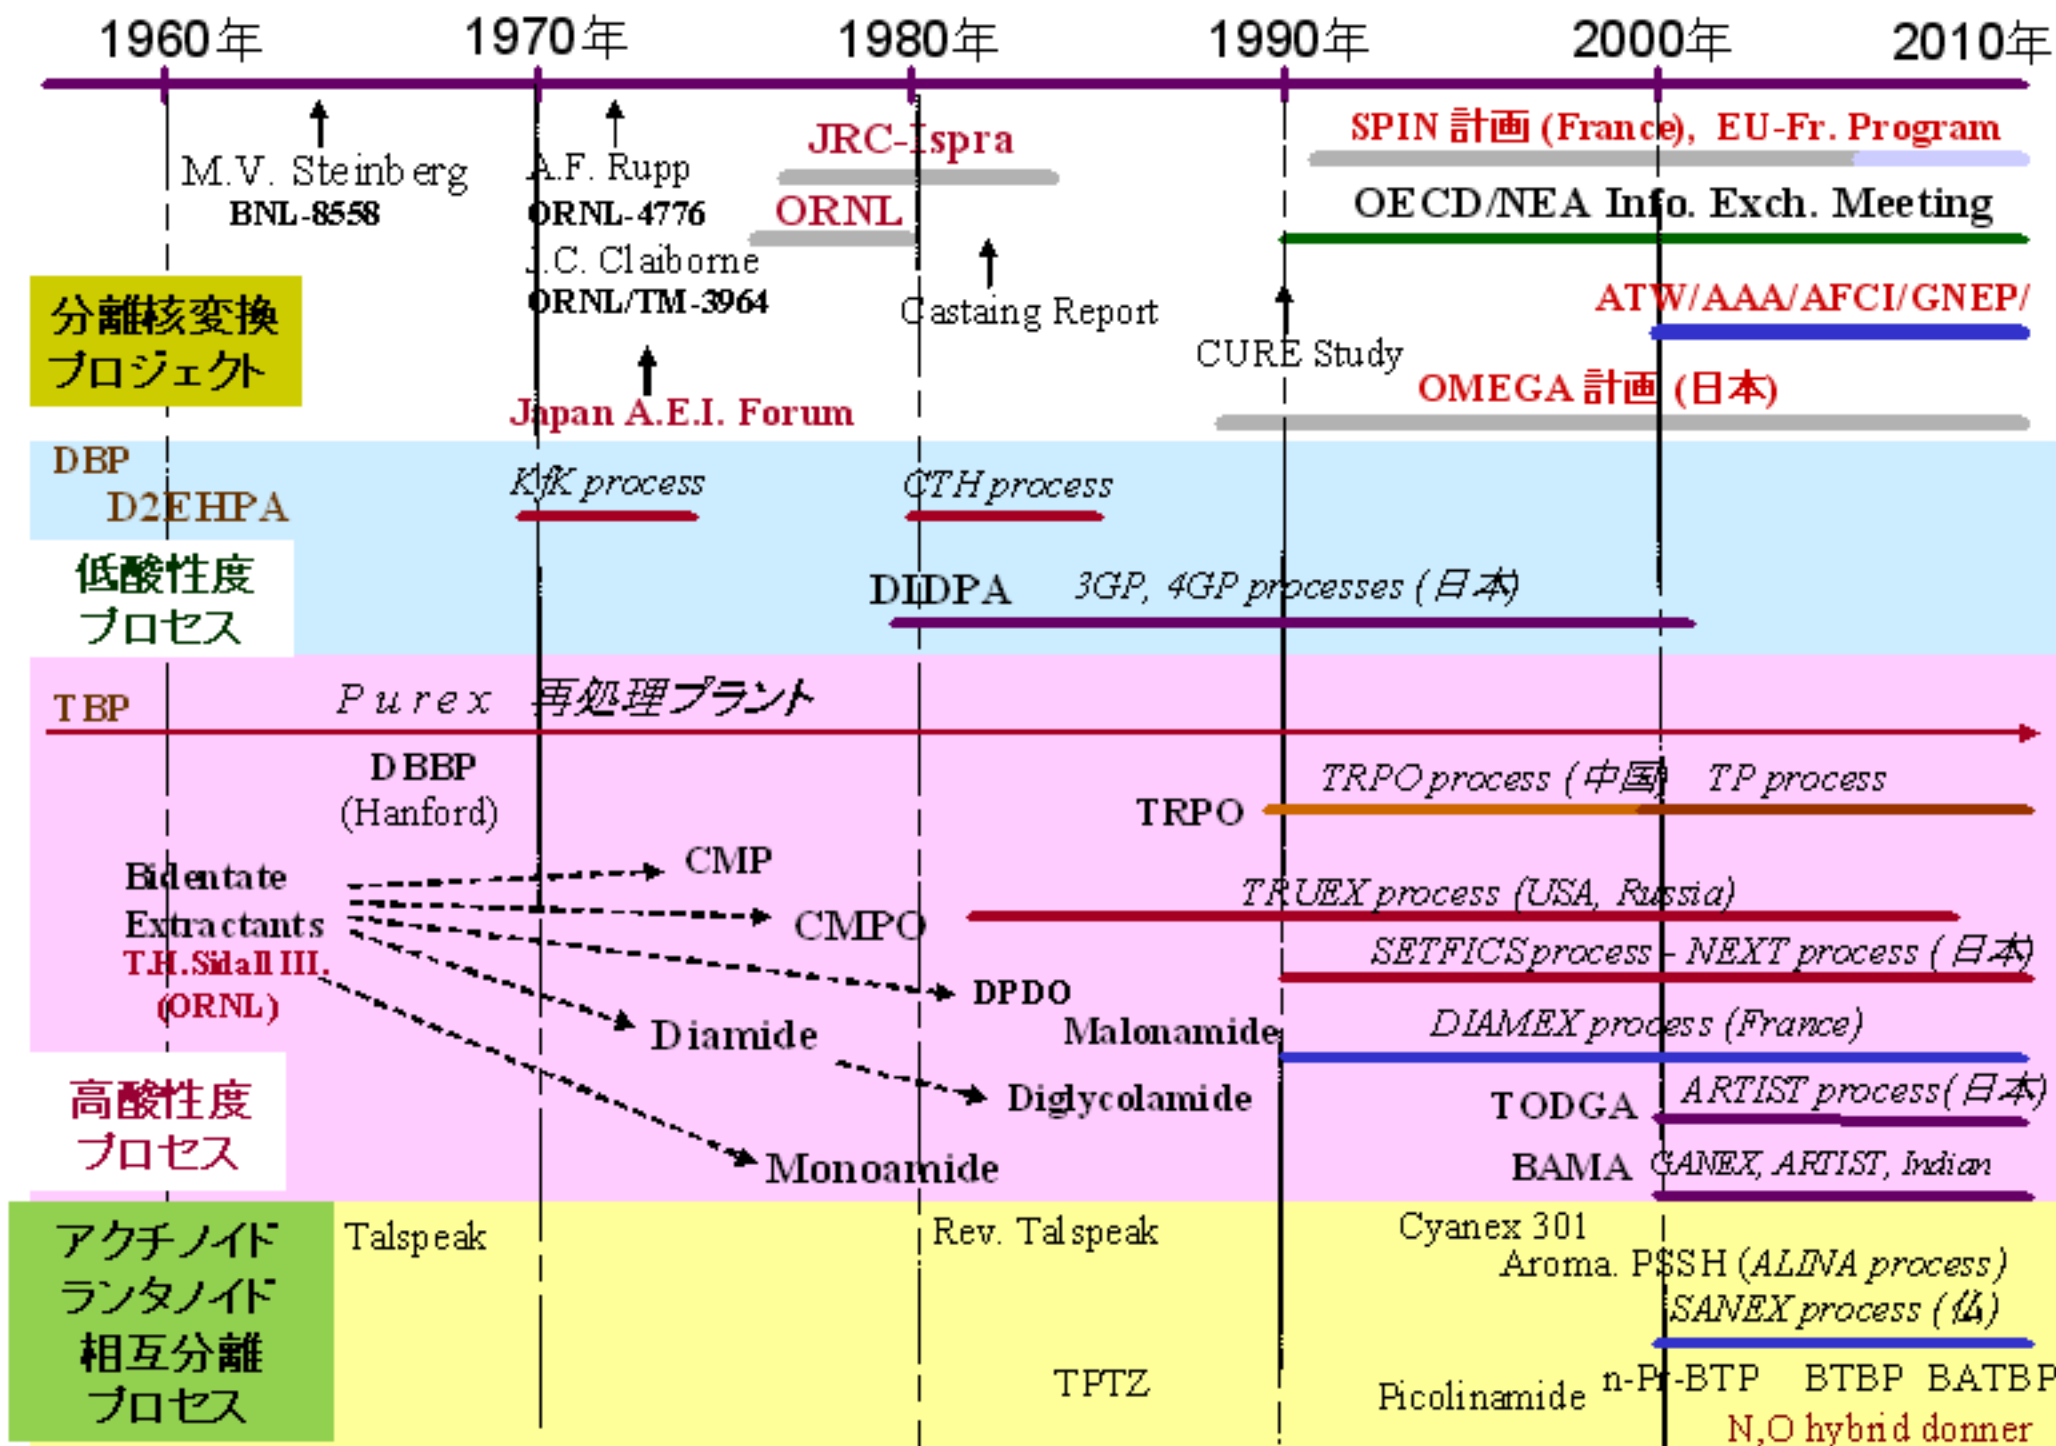 1960年 1970年 1980年 1990年 2000年 2010年
SPIN 計画 (France), EU-Fr. Program
JRC-Ispra
M.V. Steinberg
A.F. Rupp
BNL-8558
ORNL-4776
ORNL
OECD/NEA Info. Exch. Meeting
J.C. Claiborne
ORNL/TM-3964
Castaing Report
ATW/AAA/AFCI/GNEP/
分離核変換
プロジェクト
CURE Study
OMEGA 計画 (日本)
Japan A.E.I. Forum
DBP
D2EHPA
KfK process
CTH process
低酸性度
プロセス
DIDPA
3GP, 4GP processes (日本)
TBP
Purex 再処理プラント
DBBP
(Hanford)
TRPO
TRPO process (中国)
TP process
Bidentate
Extractants
T.H.Sidall III.
(ORNL)
CMP
CMPO
TRUEX process (USA, Russia)
SETFICS process - NEXT process (日本)
DPDO
Diamide
Malonamide
DIAMEX process (France)
高酸性度
プロセス
Diglycolamide
TODGA
ARTIST process(日本)
Monoamide
BAMA
GANEX, ARTIST, Indian
アクチノイド
ランタノイド
相互分離
プロセス
Talspeak
Rev. Talspeak
Cyanex 301
Aroma. PSSH (ALINA process)
SANEX process (仏)
TPTZ
Picolinamide
n-Pr-BTP
BTBP
BATBP
N,O hybrid donner